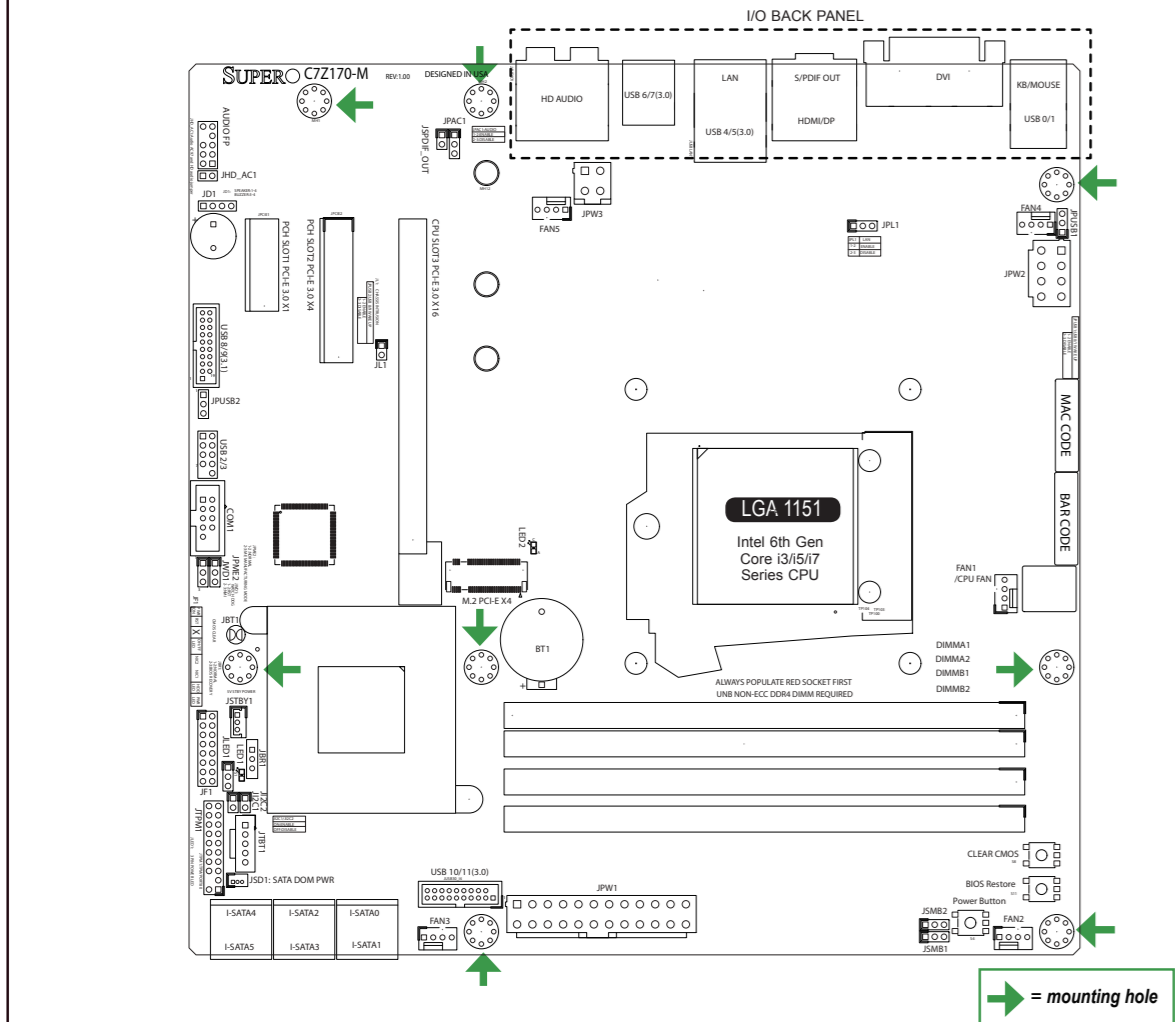 I/O BACK PANEL
SUPERO C7Z170-M REV:1.00 DESIGNED IN USA
HD AUDIO
USB 6/7(3.0)
LAN
USB 4/5(3.0)
S/PDIF OUT
HDMI/DP
DVI
KB/MOUSE
USB 0/1
AUDIO FP
JHD_AC1
JD1
JSPDIF_OUT
JPAC1
FAN5
JPW3
JPL1
FAN4
JPUSB1
JPW2
PCH SLOT1 PCI-E 3.0 X1
PCH SLOT2 PCI-E 3.0 X4
CPU SLOT3 PCI-E 3.0 X16
JL1
USB 8/9(3.1)
JPUSB2
USB 2/3
COM1
JPME2
JWD1
MAC CODE
BAR CODE
LGA 1151
Intel 6th Gen
Core i3/i5/i7
Series CPU
LED2
M.2 PCI-E X4
FAN1
/CPU FAN
BT1
JBT1
DIMMA1
DIMMA2
DIMMB1
DIMMB2
ALWAYS POPULATE RED SOCKET FIRST
UNB NON-ECC DDR4 DIMM REQUIRED
JSTBY1
JLED1
LED1
JBR1
JF1
JI2C1
JI2C2
JTPM1
JTBT1
JSD1: SATA DOM PWR
I-SATA4
I-SATA2
I-SATA0
I-SATA5
I-SATA3
I-SATA1
USB 10/11(3.0)
FAN3
JPW1
CLEAR CMOS
BIOS Restore
Power Button
JSMB2
JSMB1
FAN2
= mounting hole